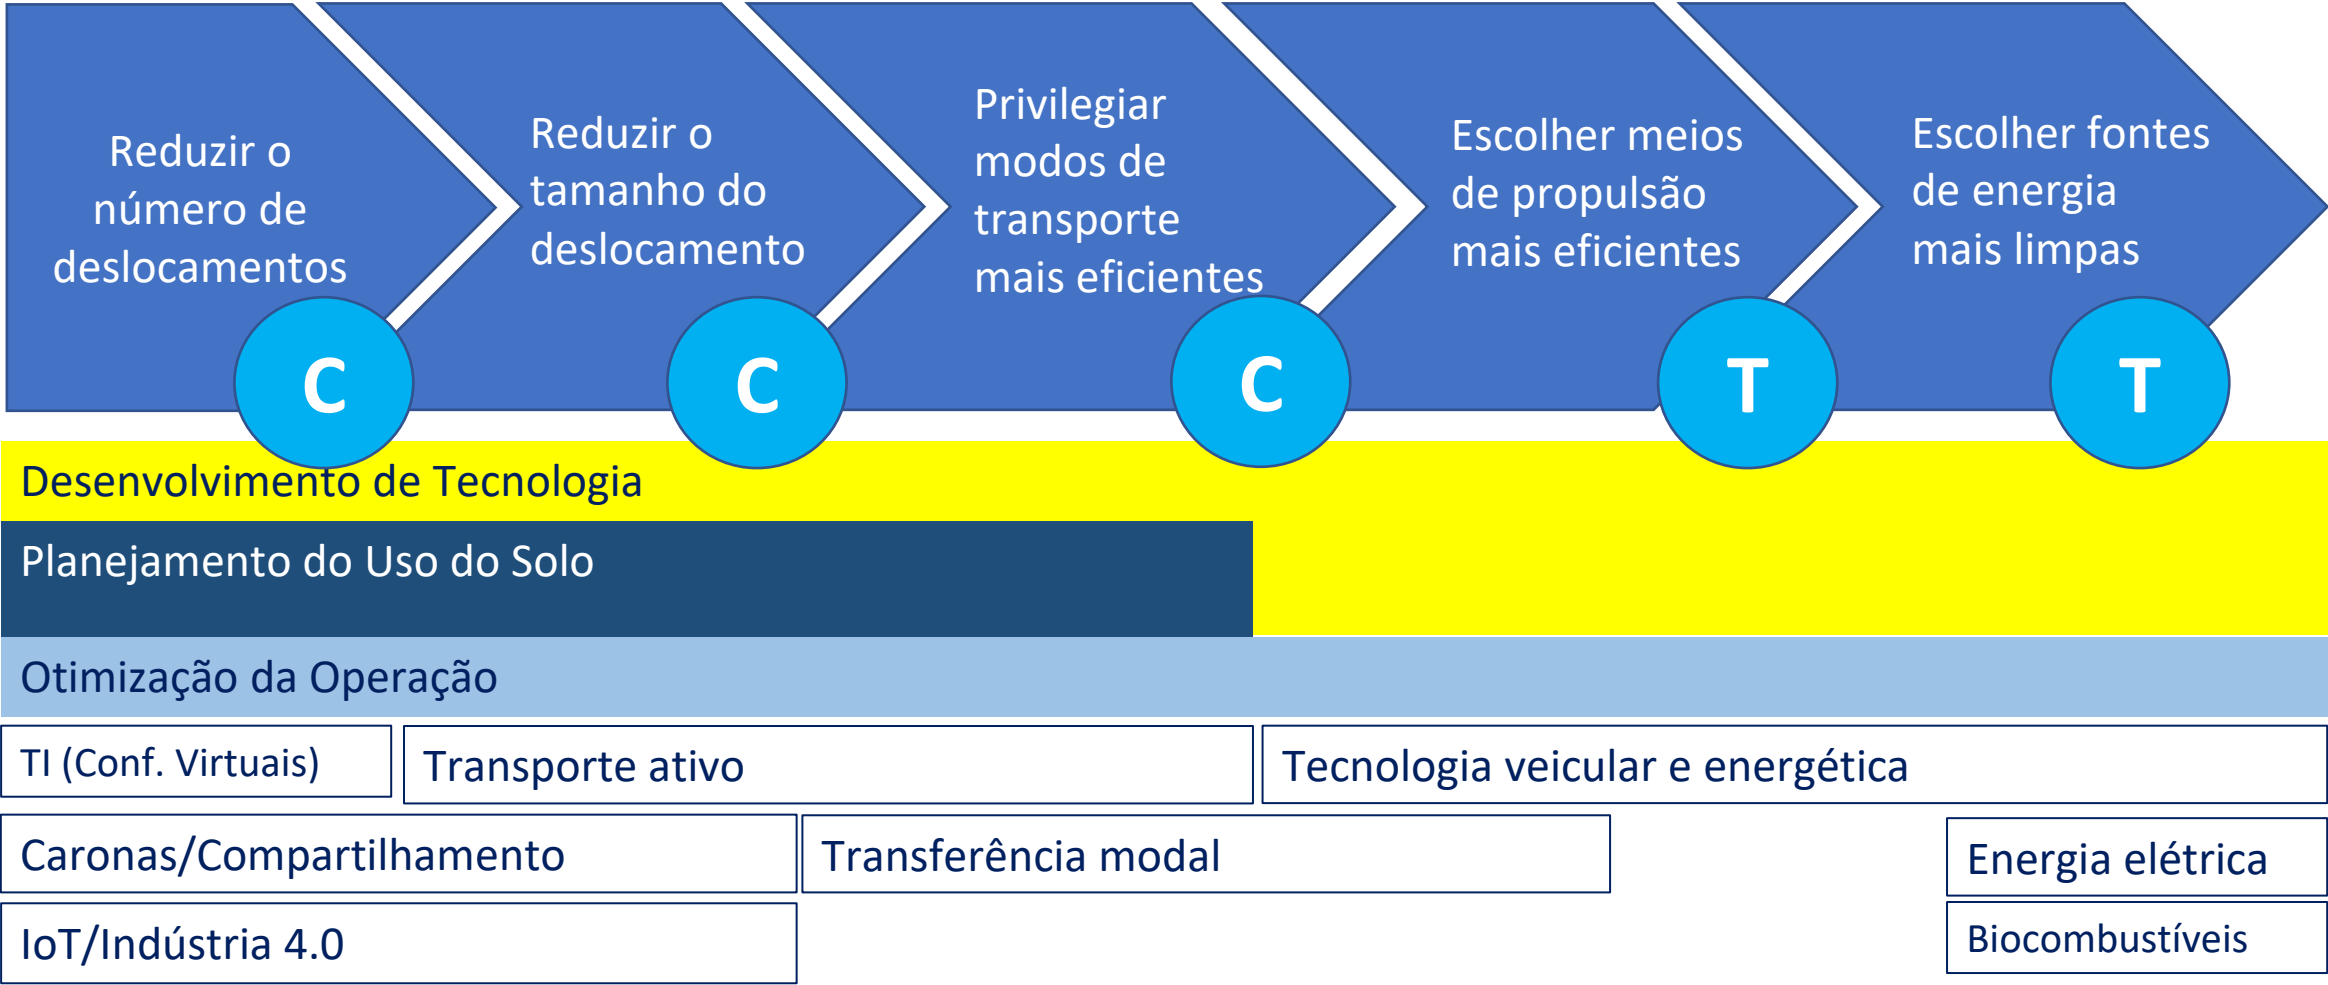 Reduzir o
número de
deslocamentos
Reduzir o
tamanho do
deslocamento
Privilegiar
modos de
transporte
mais eficientes
Escolher meios
de propulsão
mais eficientes
Escolher fontes
de energia
mais limpas
C
C
C
T
T
Desenvolvimento de Tecnologia
Planejamento do Uso do Solo
Otimização da Operação
TI (Conf. Virtuais)
Transporte ativo
Tecnologia veicular e energética
Caronas/Compartilhamento
Transferência modal
Energia elétrica
IoT/Indústria 4.0
Biocombustíveis